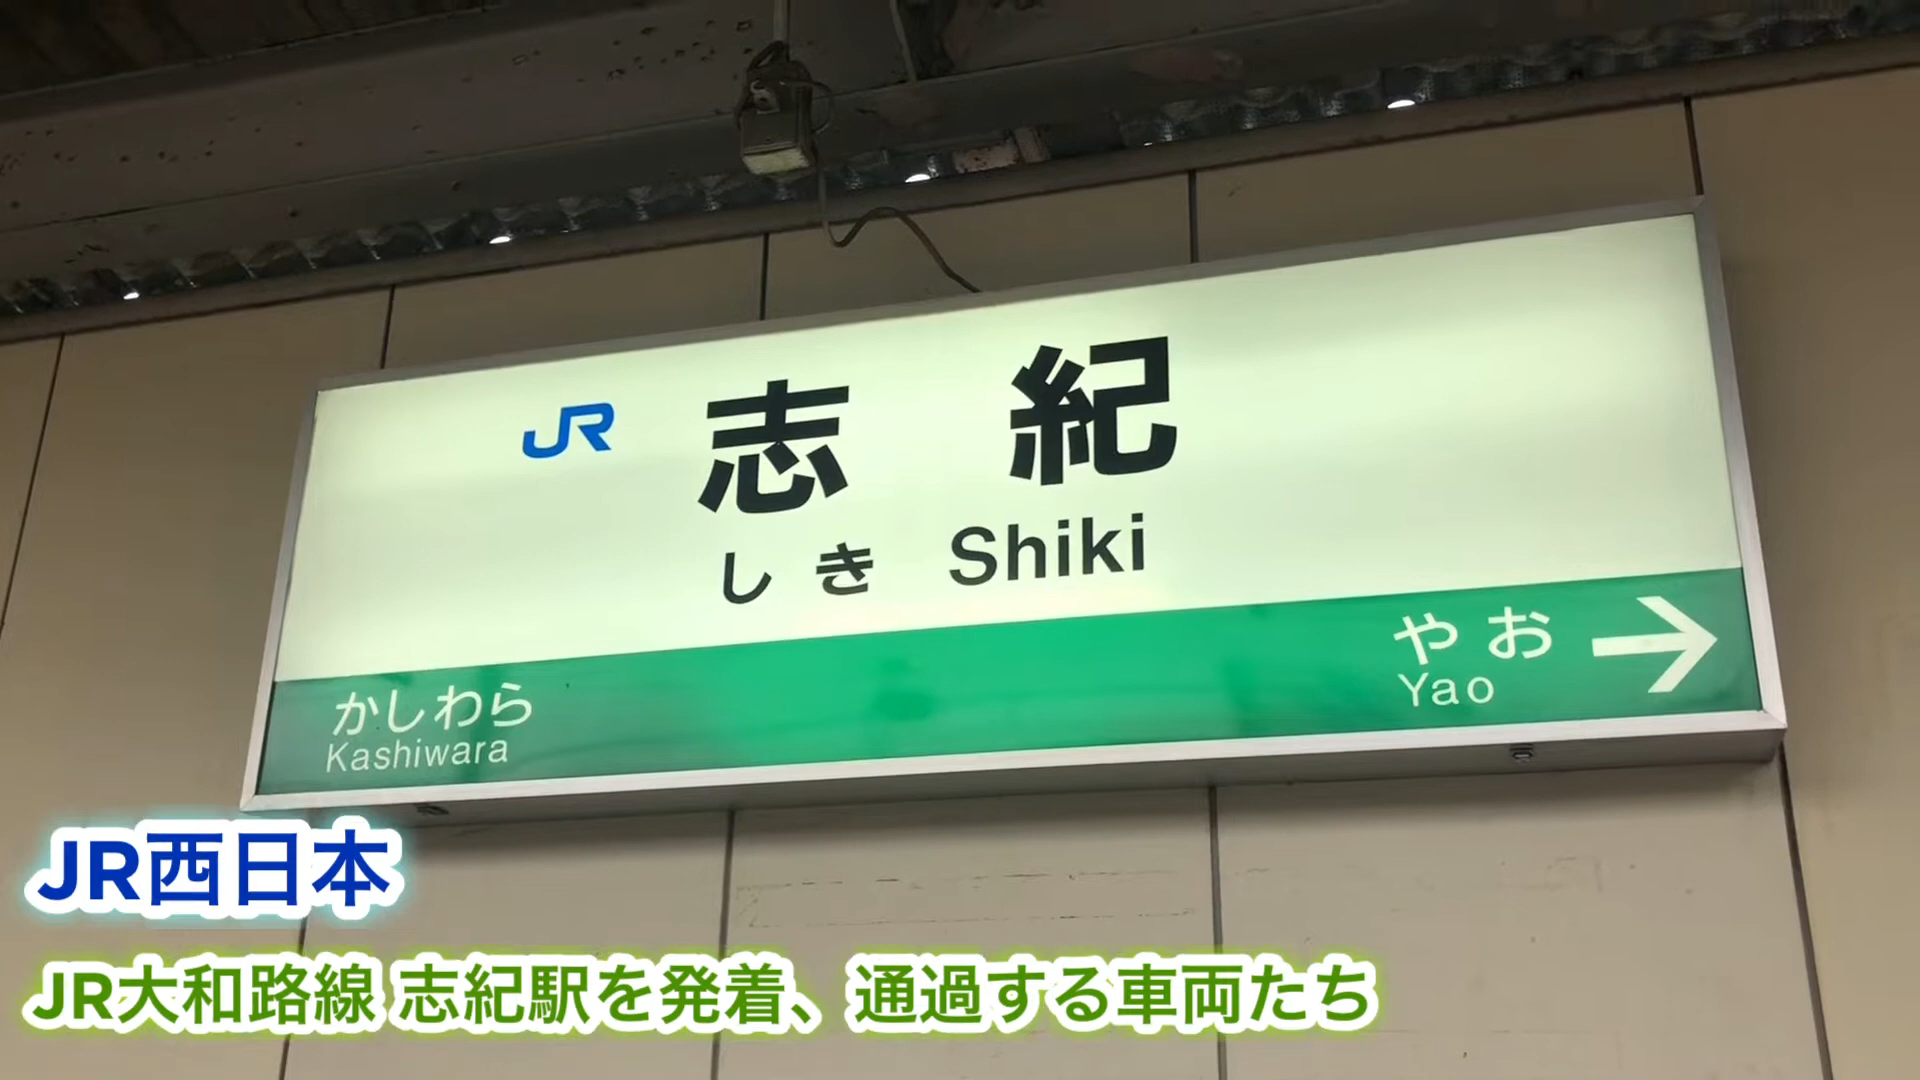 JR 志紀
しき Shiki
やお
Yao
かしわら
Kashiwara
JR西日本
JR大和路線 志紀駅を発着、通過する車両たち